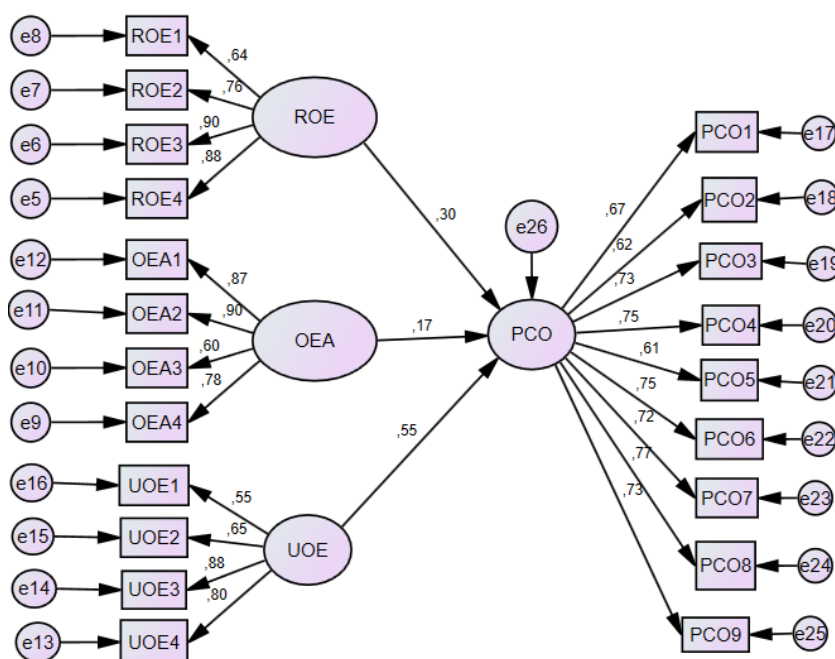 e8
ROE1
,64
e7
ROE2
,76
ROE
e6
ROE3
,90
e5
ROE4
,88
e12
OEA1
,87
e11
OEA2
,90
OEA
e10
OEA3
,60
e9
OEA4
,78
e16
UOE1
,55
e15
UOE2
,65
UOE
e14
UOE3
,88
e13
UOE4
,80
,30
,17
,55
e26
PCO
,67
PCO1
e17
,62
PCO2
e18
,73
PCO3
e19
,75
PCO4
e20
,61
PCO5
e21
,75
PCO6
e22
,72
PCO7
e23
,77
PCO8
e24
,73
PCO9
e25